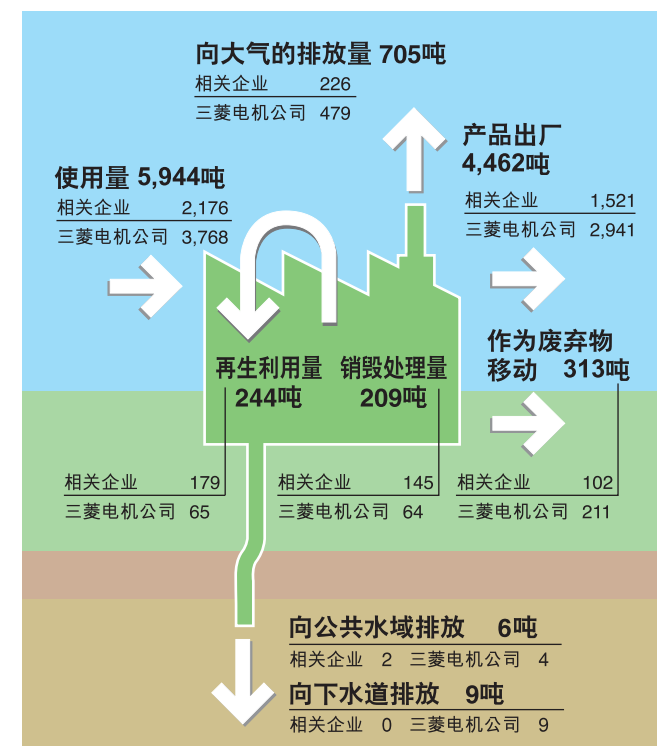 向大气的排放量 705吨
相关企业 226
三菱电机公司 479
产品出厂
4,462吨
相关企业 1,521
三菱电机公司 2,941
使用量 5,944吨
相关企业 2,176
三菱电机公司 3,768
作为废弃物
移动 313吨
再生利用量
244吨
销毁处理量
209吨
相关企业 179
三菱电机公司 65
相关企业 145
三菱电机公司 64
相关企业 102
三菱电机公司 211
向公共水域排放 6吨
相关企业 2 三菱电机公司 4
向下水道排放 9吨
相关企业 0 三菱电机公司 9